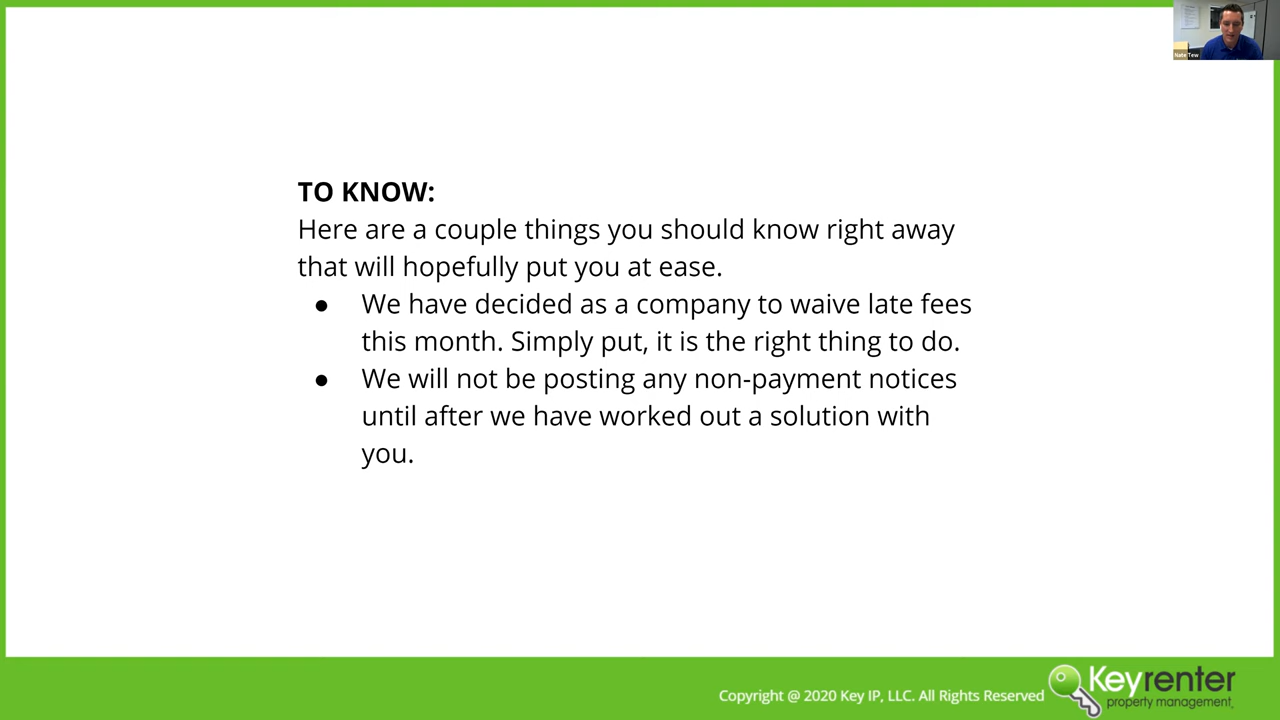 Nate Tew
TO KNOW:
Here are a couple things you should know right away
that will hopefully put you at ease.
● We have decided as a company to waive late fees
this month. Simply put, it is the right thing to do.
● We will not be posting any non-payment notices
until after we have worked out a solution with
you.
Copyright @ 2020 Key IP, LLC. All Rights Reserved
Keyrenter
property management